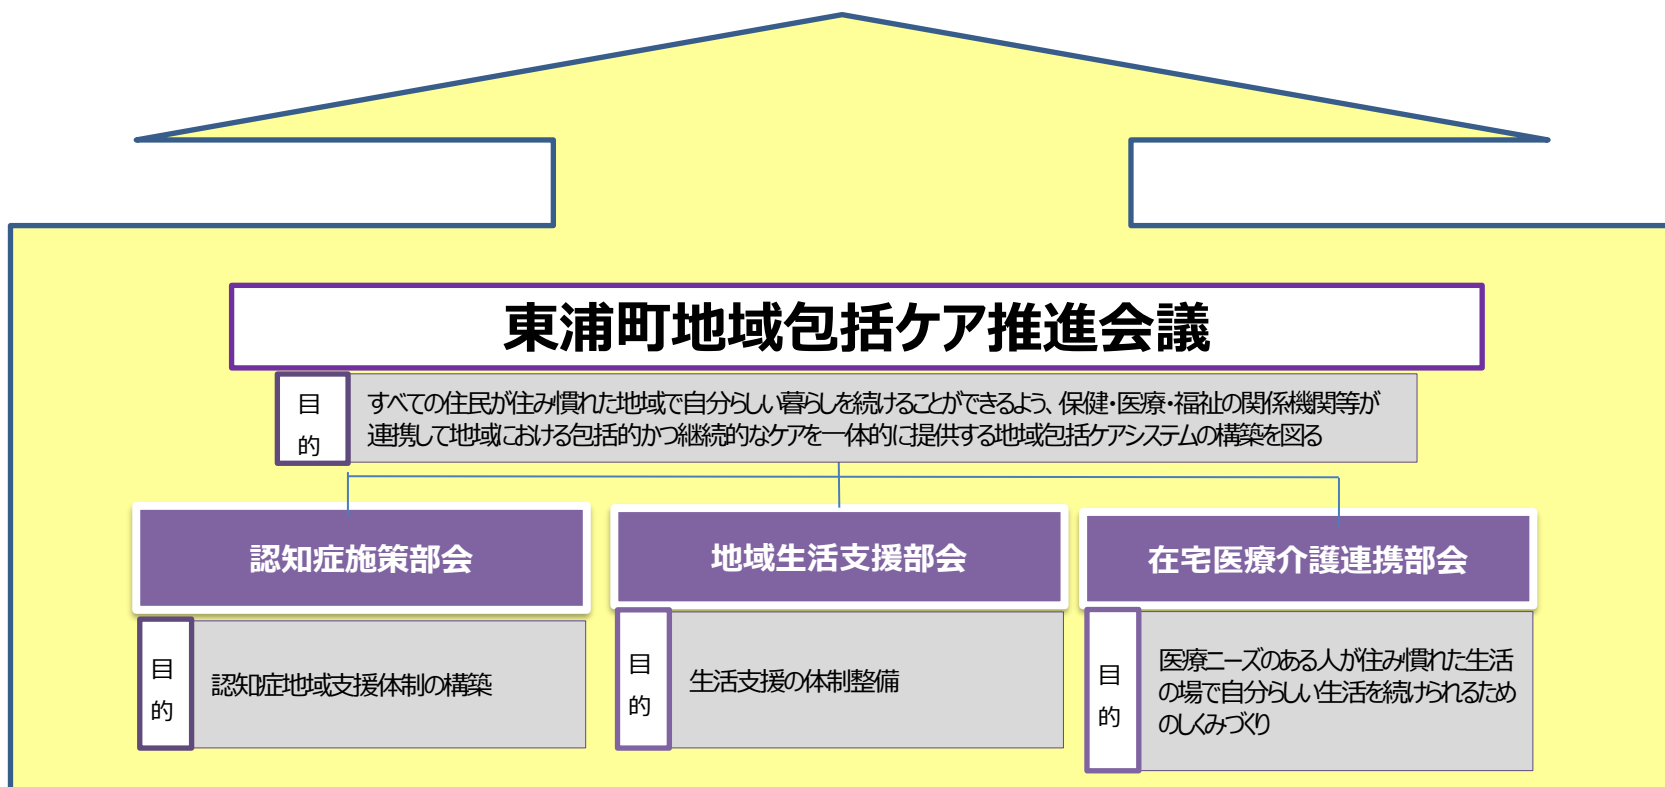 東浦町地域包括ケア推進会議
目的
すべての住民が住み慣れた地域で自分らしい暮らしを続けることができるよう、保健・医療・福祉の関係機関等が
連携して地域における包括的かつ継続的なケアを一体的に提供する地域包括ケアシステムの構築を図る
認知症施策部会
目的
認知症地域支援体制の構築
地域生活支援部会
目的
生活支援の体制整備
在宅医療介護連携部会
目的
医療ニーズのある人が住み慣れた生活
の場で自分らしい生活を続けられるため
のしくみづくり